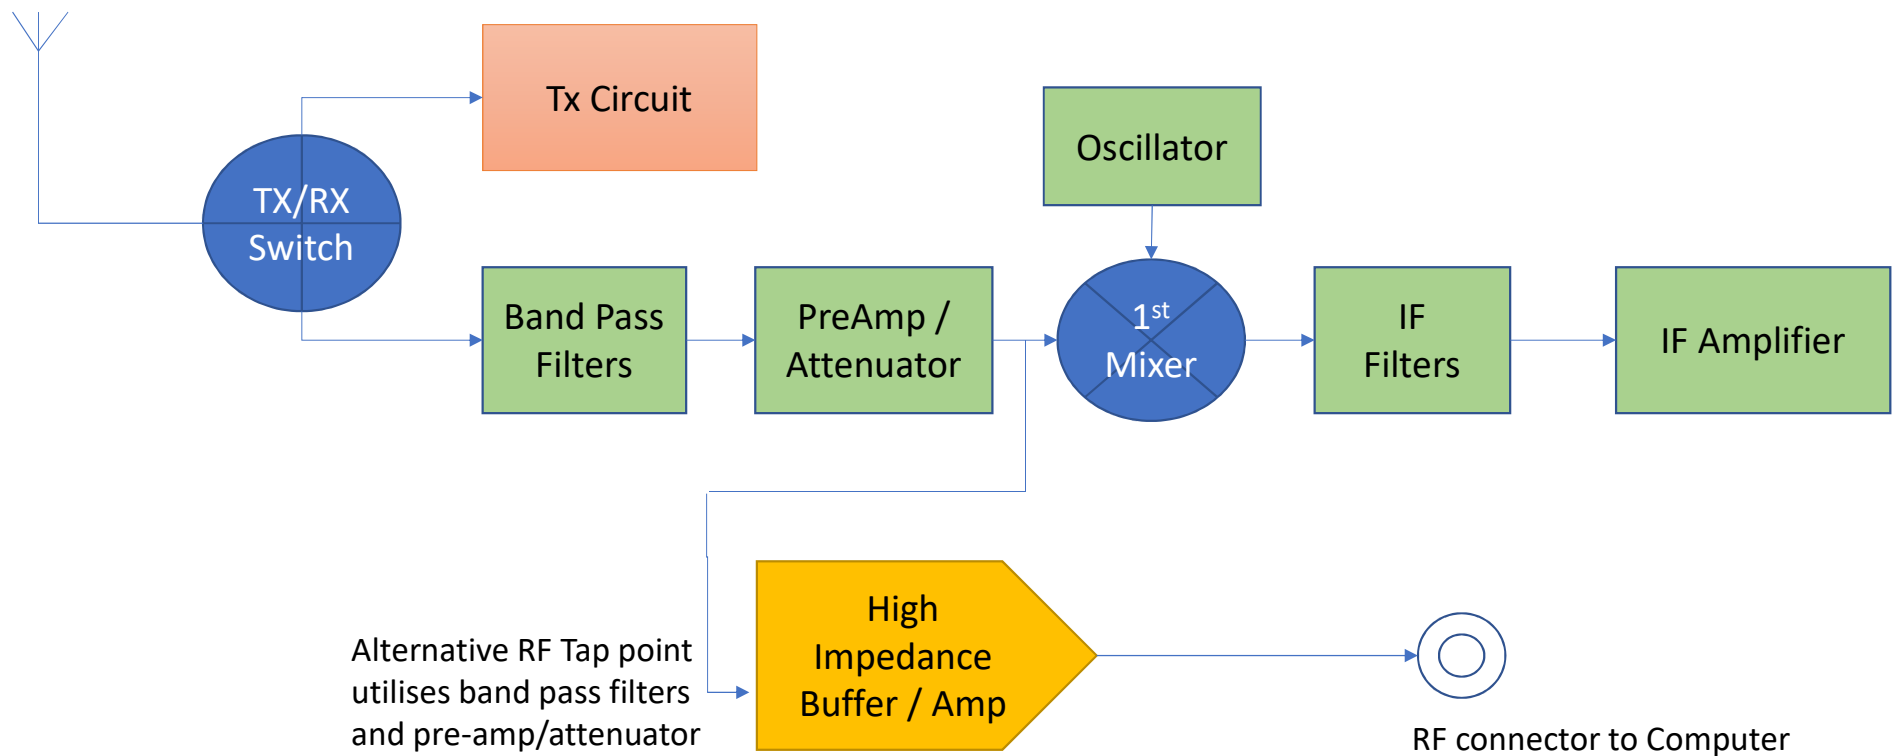 Tx Circuit
Oscillator
TX/RX
Switch
Band Pass
Filters
PreAmp /
Attenuator
1st
Mixer
IF
Filters
IF Amplifier
High
Impedance
Buffer / Amp
Alternative RF Tap point
utilises band pass filters
and pre-amp/attenuator
RF connector to Computer